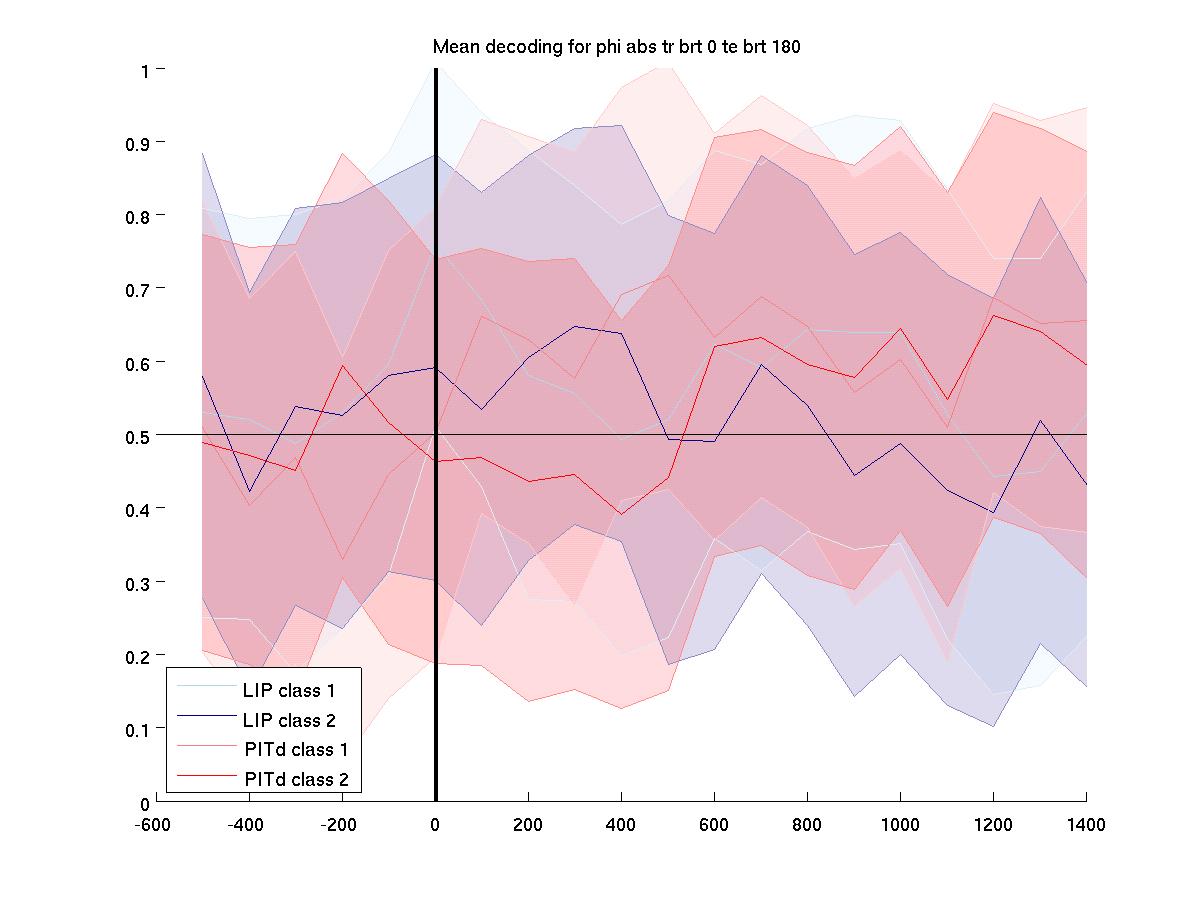 Mean decoding for phi abs tr brt 0 te brt 180
1
0.9
0.8
0.7
0.6
0.5
0.4
0.3
0.2
0.1
0
LIP class 1
LIP class 2
PITd class 1
PITd class 2
-600 -400 -200 0 200 400 600 800 1000 1200 1400